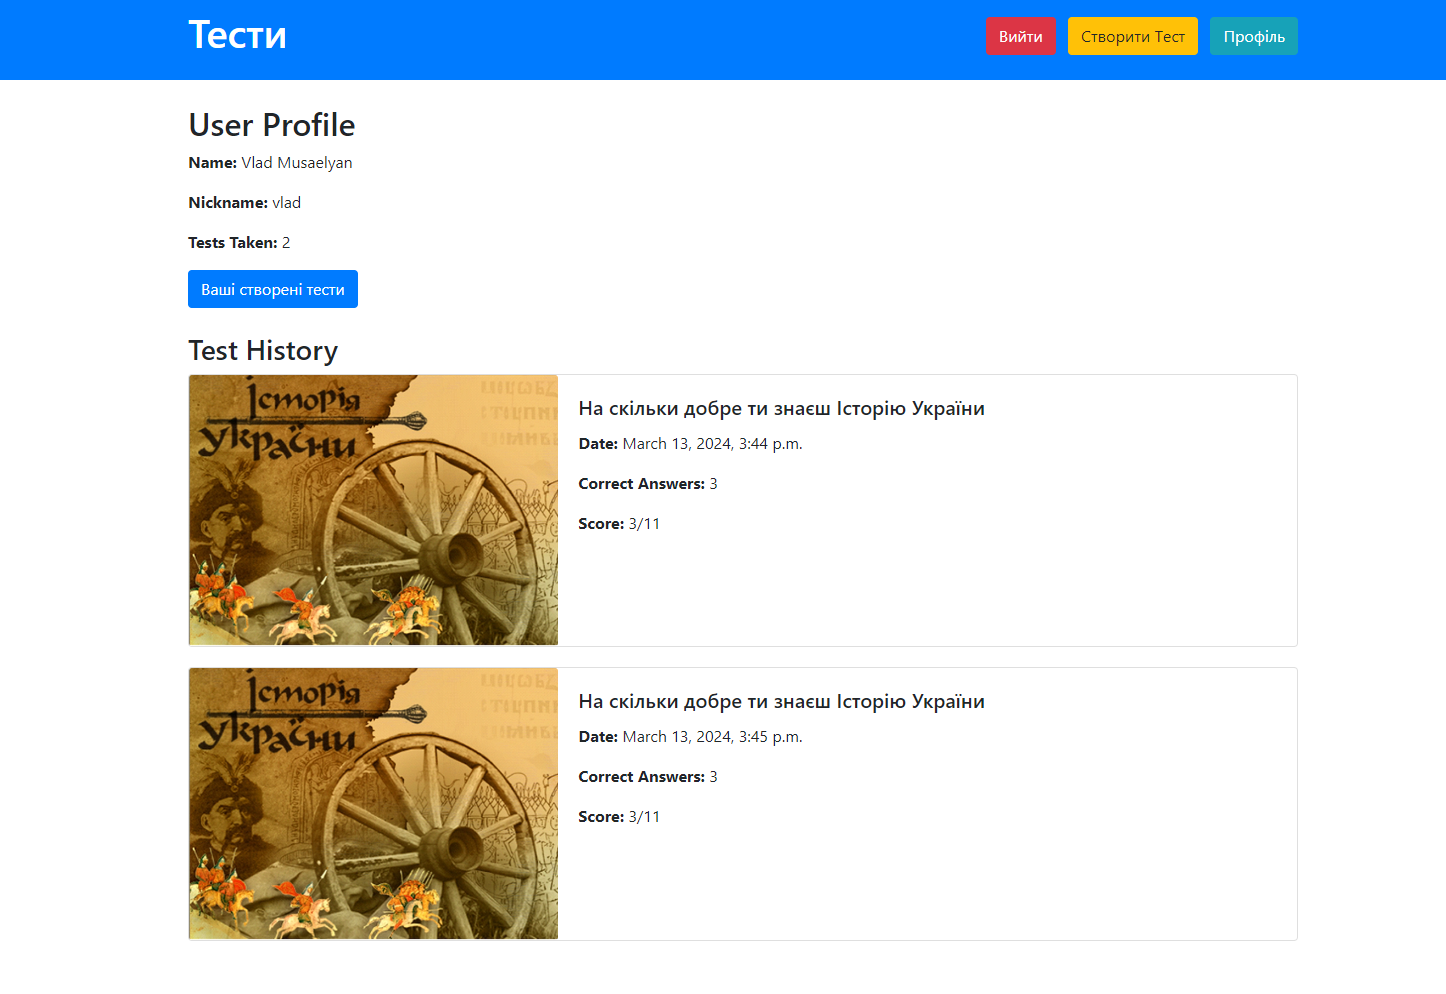 Тести
Вийти
Створити Тест
Профіль
User Profile
Name: Vlad Musaelyan
Nickname: vlad
Tests Taken: 2
Ваші створені тести
Test History
Історія
України
На скільки добре ти знаєш Історію України
Date: March 13, 2024, 3:44 p.m.
Correct Answers: 3
Score: 3/11
Історія
України
На скільки добре ти знаєш Історію України
Date: March 13, 2024, 3:45 p.m.
Correct Answers: 3
Score: 3/11